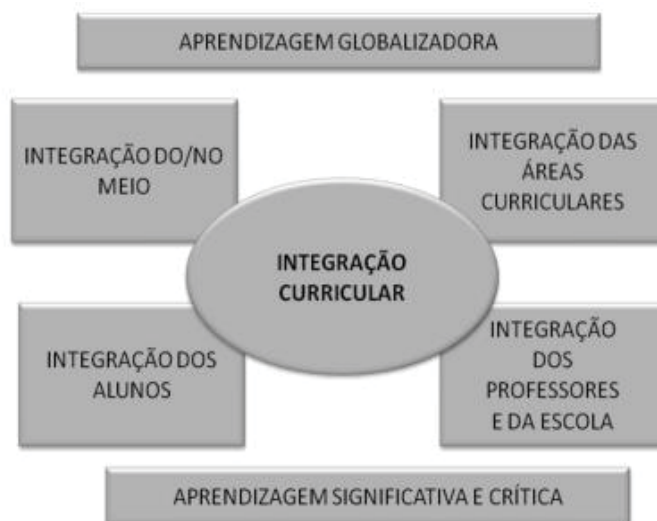 APRENDIZAGEM GLOBALIZADORA
INTEGRAÇÃO DO/NO
MEIO
INTEGRAÇÃO DAS
ÁREAS
CURRICULARES
INTEGRAÇÃO
CURRICULAR
INTEGRAÇÃO DOS
ALUNOS
INTEGRAÇÃO
DOS
PROFESSORES
E DA ESCOLA
APRENDIZAGEM SIGNIFICATIVA E CRÍTICA